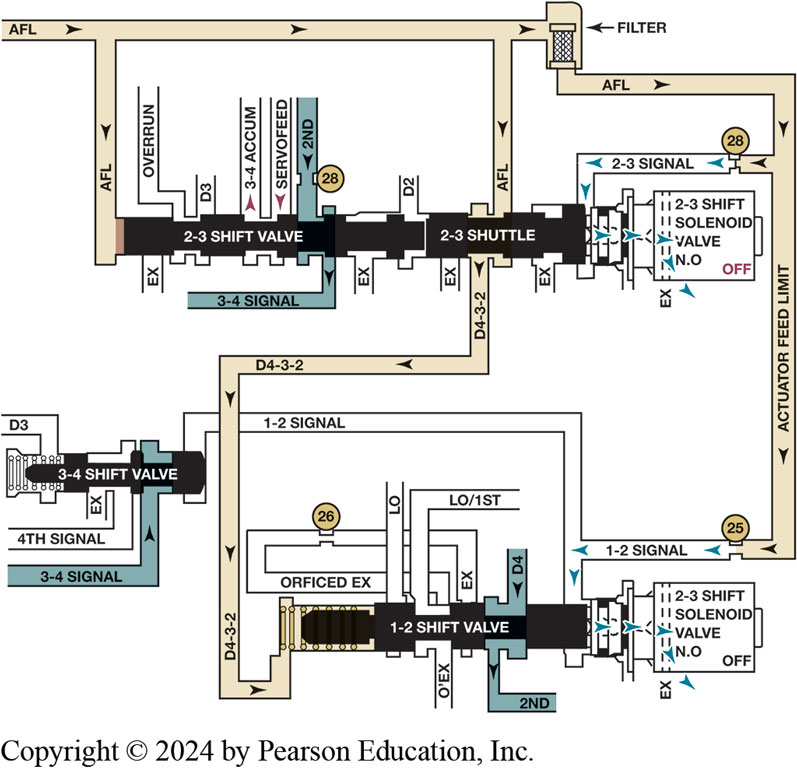 AFL
FILTER
AFL
OVERRUN
3-4 ACCUM
SERVOFEED
2ND
28
28
2-3 SIGNAL
AFL
D3
D2
AFL
2-3 SHIFT VALVE
2-3 SHUTTLE
2-3 SHIFT
SOLENOID
VALVE
N.O
OFF
EX
EX
EX
EX
EX
3-4 SIGNAL
D4-3-2
D4-3-2
ACTUATOR FEED LIMIT
D3
1-2 SIGNAL
3-4 SHIFT VALVE
EX
4TH SIGNAL
3-4 SIGNAL
LO
LO/1ST
26
25
1-2 SIGNAL
ORFICED EX
EX
D4
D4-3-2
1-2 SHIFT VALVE
2-3 SHIFT
SOLENOID
VALVE
N.O
OFF
EX
LO
O'EX
2ND
Copyright © 2024 by Pearson Education, Inc.